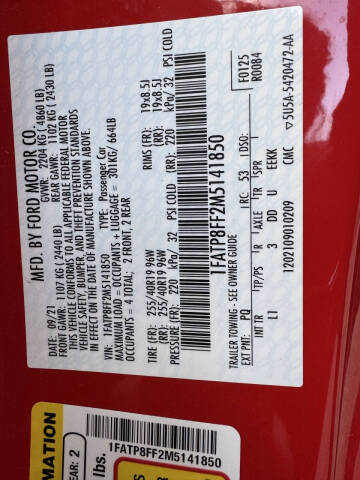 MFD. BY FORD MOTOR CO.
09/21 GVWR: 2204 KG ( 4860 LB)
FRONT GAWR: 1107 KG (2440 LB) REAR GAWR: 1102 KG ( 2430 LB)
THIS VEHICLE CONFORMS TO ALL APPLICABLE FEDERAL MOTOR
VEHICLE SAFETY, BUMPER, AND THEFT PREVENTION STANDARDS
IN EFFECT ON THE DATE OF MANUFACTURE SHOWN ABOVE.
VIN: 1FATP8FF2M5141850 Passenger Car
MAXIMUM LOAD = OCCUPANTS + LUGGAGE = 301KG/ 664LB
OCCUPANTS = 4 TOTAL; 2 FRONT, 2 REAR
TIRE (FR): 255/40R19 96W RIMS (FR): 19x8.5J
TIRE (RR): 255/40R19 96W RIMS (RR): 19x8.5J
PRESSURE (FR): 220 kPa/ 32 PSI COLD (RR): 220 kPa/ 32 PSI COLD
1FATP8FF2M5141850
TRAILER TOWING - SEE OWNER GUIDE
F0125
R0084
EXT PNT: PQ RC: 53 DSO:
INT TR TP/PS R AXLE TR SPR
LI 3 DD U EEKK
1202109010209 CMC
5U5A-5420472-AA
MATION
EAR: 2
lbs.
1FATP8FF2M5141850